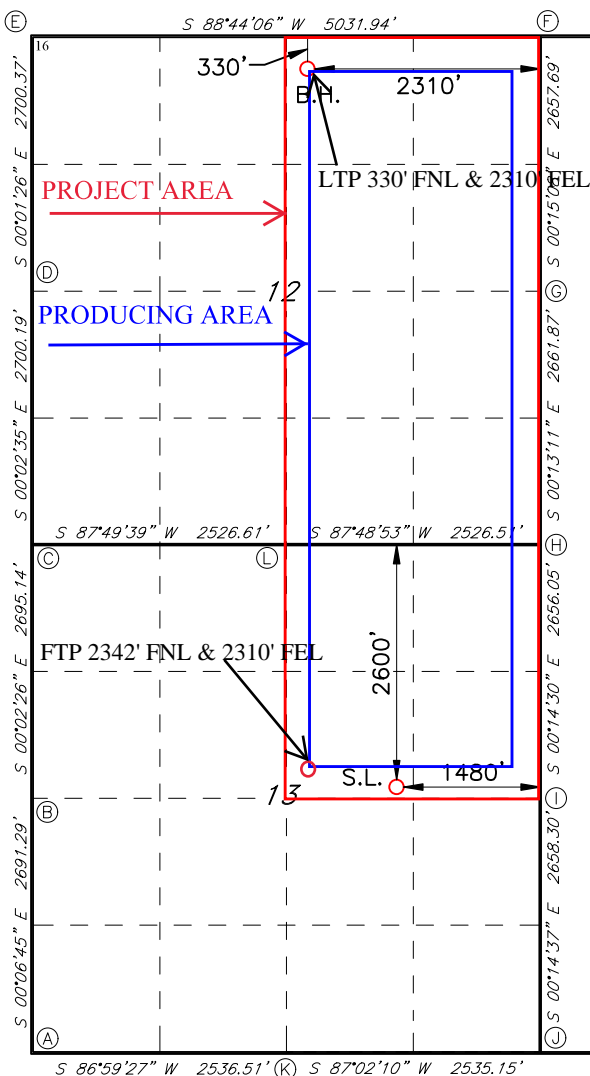 E
S 88°44'06" W 5031.94'
F
16
330'
2310'
B.H.
LTP 330' FNL & 2310' FEL
S 00°01'26" E 2700.37'
2657.69'
PROJECT AREA
D
12
G
PRODUCING AREA
S 00°02'35" E 2700.19'
S 00°13'11" E 2661.87'
S 87°49'39" W 2526.61'
S 87°48'53" W 2526.51'
C
L
H
S 00°02'26" E 2695.14'
S 00°14'30" E 2656.05'
FTP 2342' FNL & 2310' FEL
2600'
S.L.
1480'
13
B
I
S 00°06'45" E 2691.29'
S 00°14'37" E 2658.30'
A
J
S 86°59'27" W 2536.51'
K
S 87°02'10" W 2535.15'